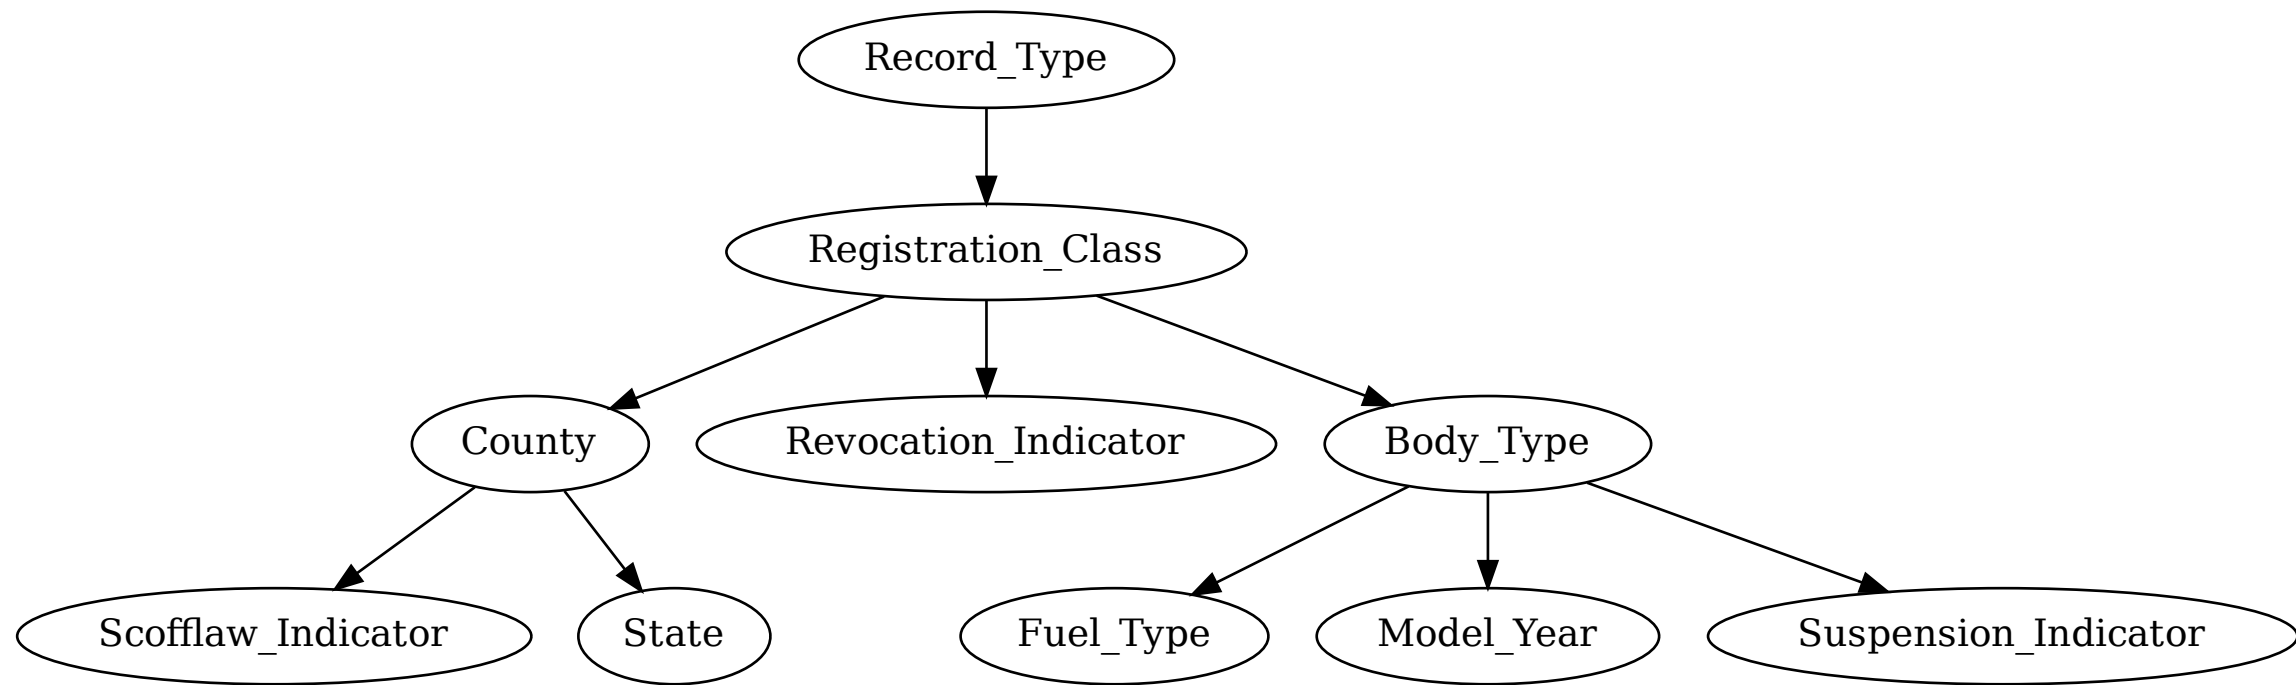 Record_Type
Registration_Class
County
Revocation_Indicator
Body_Type
Scofflaw_Indicator
State
Fuel_Type
Model_Year
Suspension_Indicator